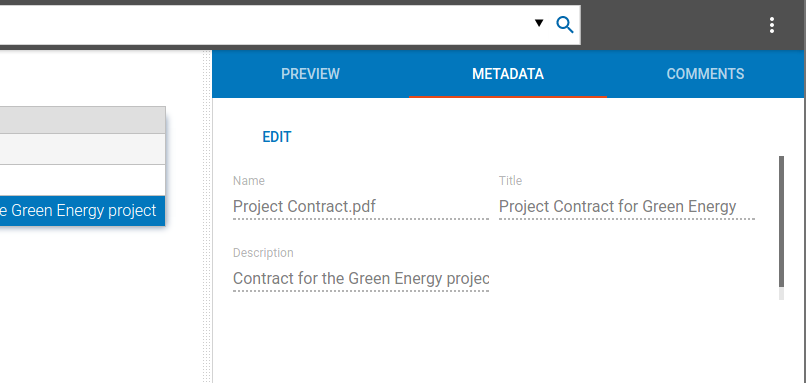 PREVIEW METADATA COMMENTS
EDIT
Name Title
Project Contract.pdf Project Contract for Green Energy
the Green Energy project
Description
Contract for the Green Energy projec